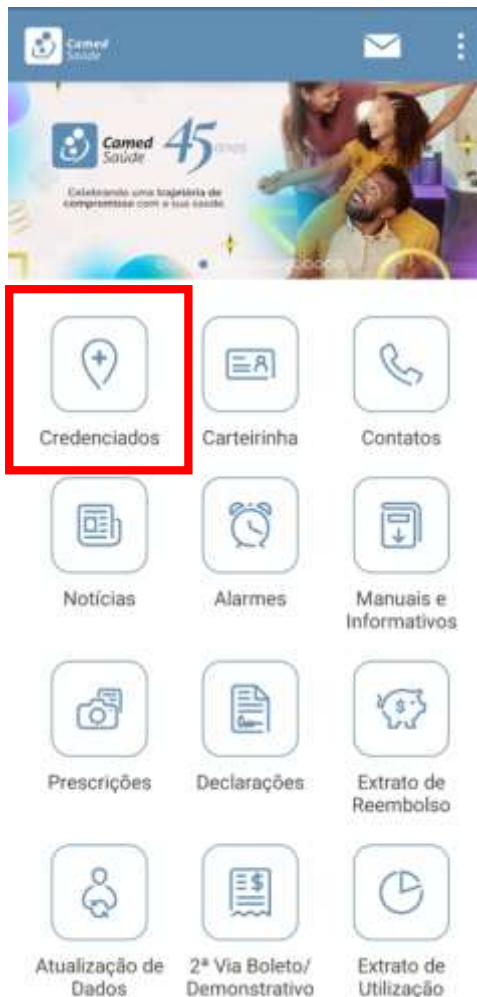 Camed
Saúde
Camed
Saúde
45 anos
Celebrando uma trajetória de
compromisso com a sua saúde.
Credenciados
Carteirinha
Contatos
Notícias
Alarmes
Manuais e
Informativos
Prescrições
Declarações
Extrato de
Reembolso
Atualização de
Dados
2ª Via Boleto/
Demonstrativo
Extrato de
Utilização